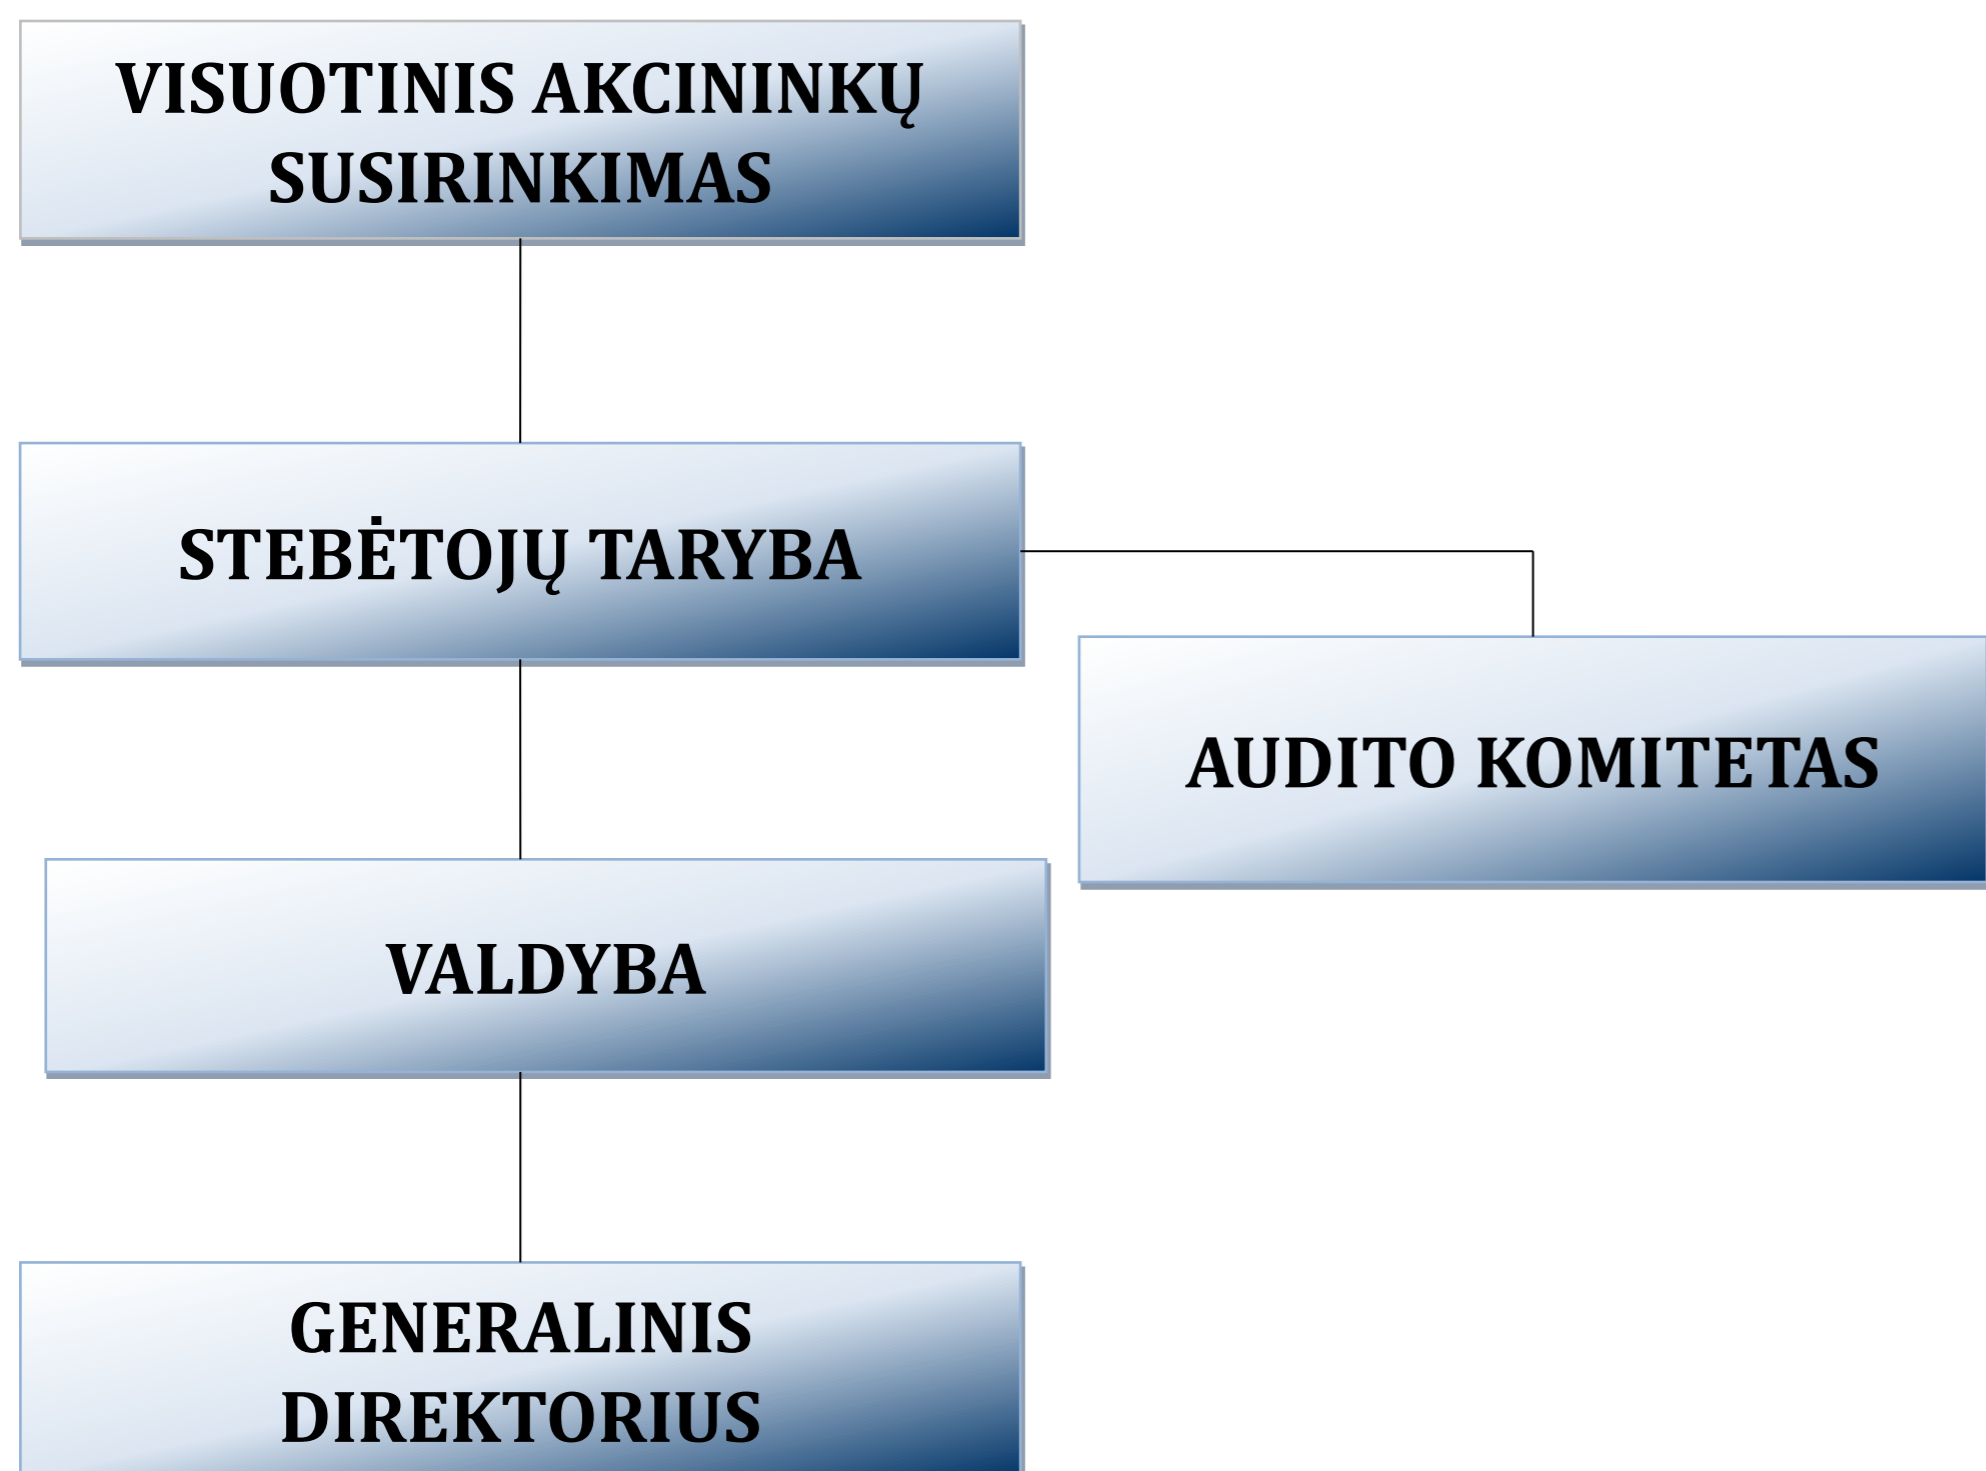 VISUOTINIS AKCININKŲ
SUSIRINKIMAS
STEBĖTOJŲ TARYBA
AUDITO KOMITETAS
VALDYBA
GENERALINIS
DIREKTORIUS